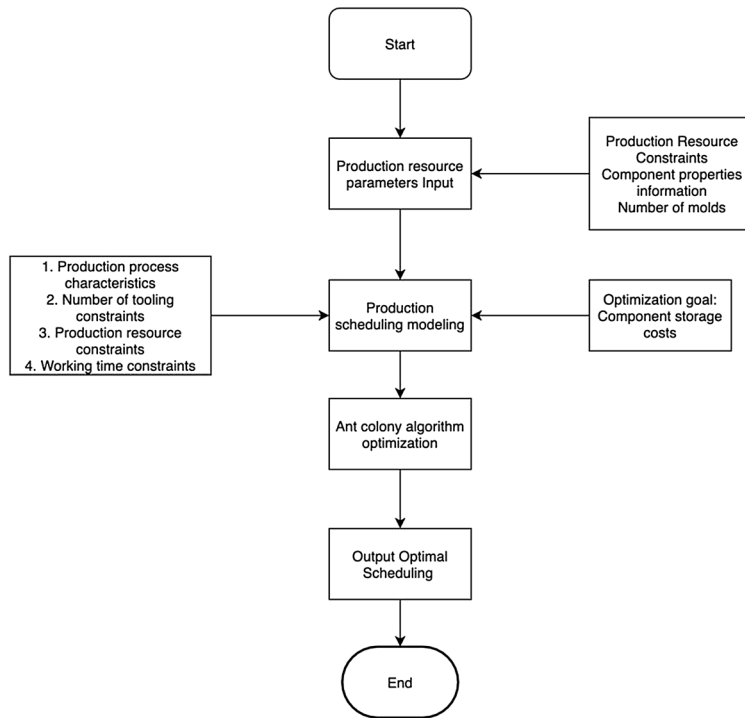 Start
Production resource
parameters Input
Production Resource
Constraints
Component properties
information
Number of molds
1. Production process
characteristics
2. Number of tooling
constraints
3. Production resource
constraints
4. Working time constraints
Production
scheduling modeling
Optimization goal:
Component storage
costs
Ant colony algorithm
optimization
Output Optimal
Scheduling
End